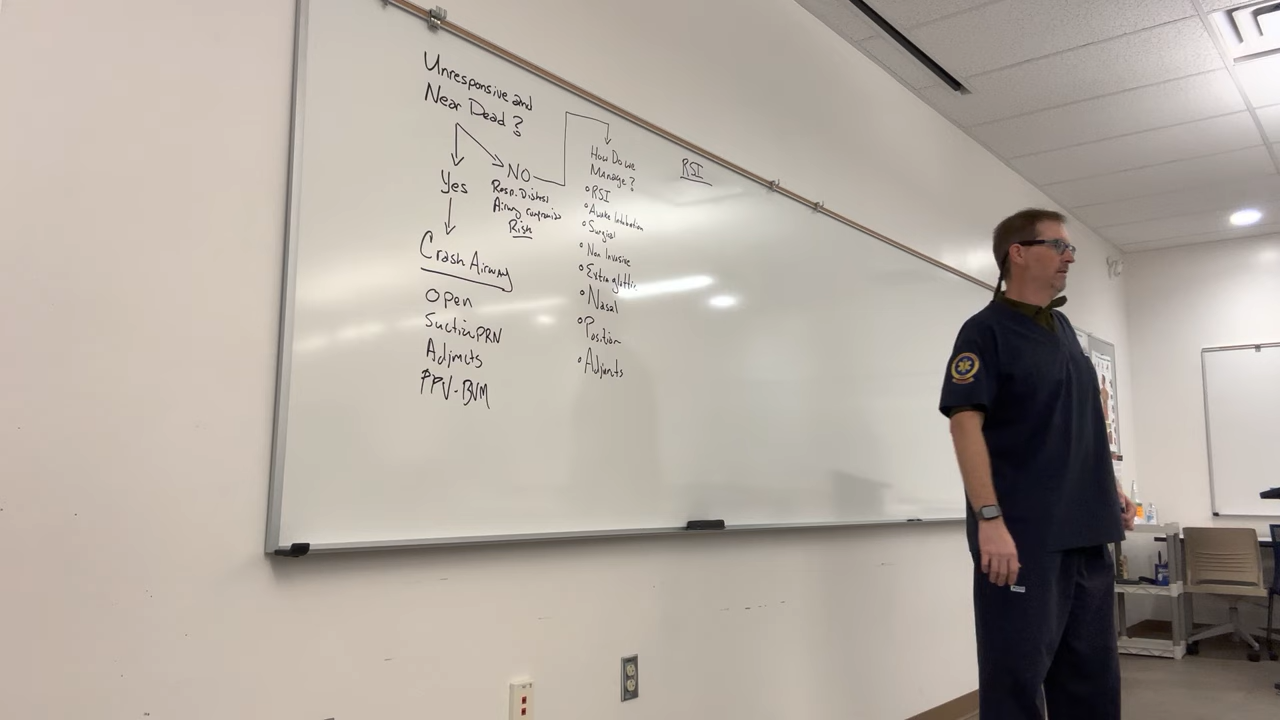 Unresponsive and
Near Dead?
Yes
Crash Airway
Open
Suction PRN
Adjuncts
PPV-BVM
NO
Resp. Distress
Airway compromise
Risk
How Do we
Manage?
RSI
Awake Intubation
Surgical
Non Invasive
Extraglottic
Nasal
Position
Adjuncts
RSI